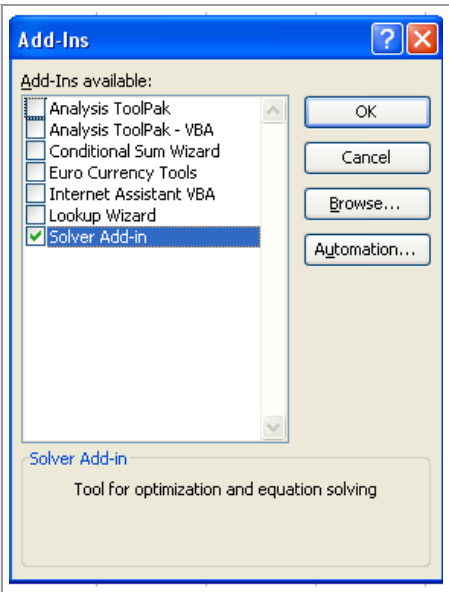 Add-Ins
?
Add-Ins available:
Analysis ToolPak
Analysis ToolPak - VBA
Conditional Sum Wizard
Euro Currency Tools
Internet Assistant VBA
Lookup Wizard
Solver Add-in
OK
Cancel
Browse...
Automation...
Solver Add-in
Tool for optimization and equation solving